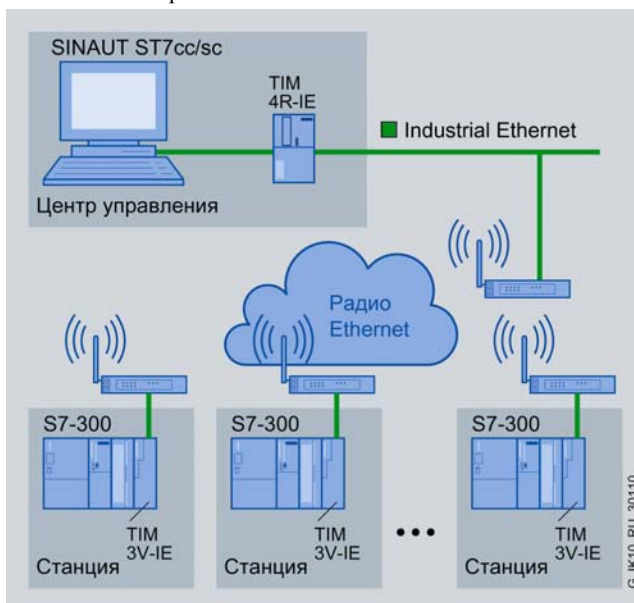 SINAUT ST7cc/sc
TIM
4R-IE
Industrial Ethernet
Центр управления
Радио
Ethernet
S7-300
TIM
3V-IE
Станция
S7-300
TIM
3V-IE
Станция
S7-300
TIM
3V-IE
Станция
G_IK10_RU_30110